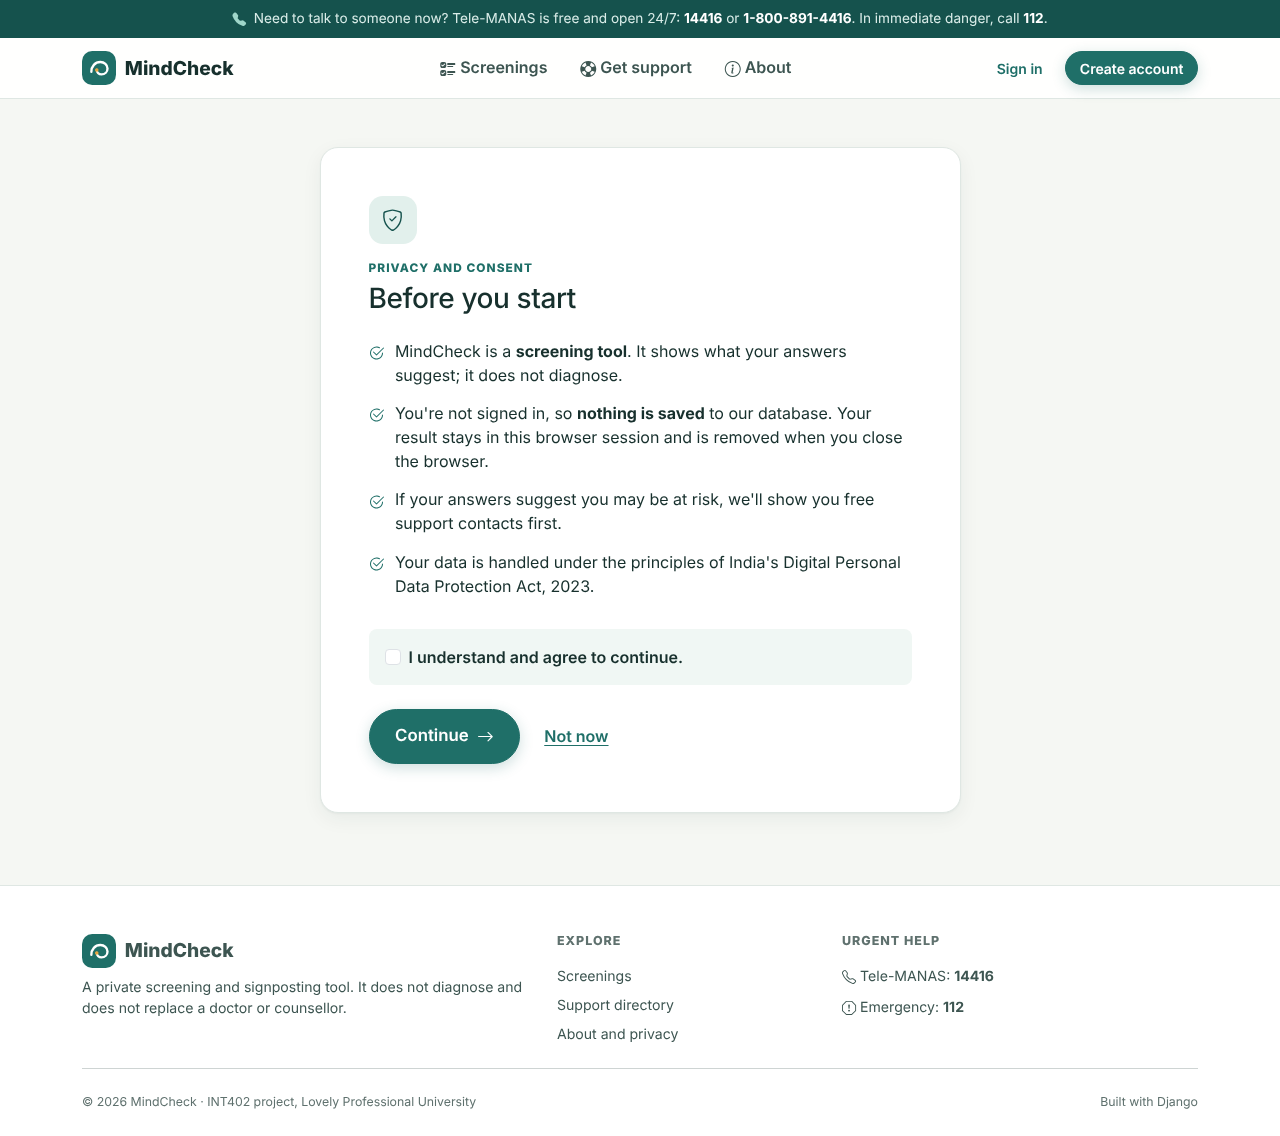 Need to talk to someone now? Tele-MANAS is free and open 24/7: 14416 or 1-800-891-4416. In immediate danger, call 112.
MindCheck
Screenings
Get support
About
Sign in
Create account
PRIVACY AND CONSENT
Before you start
MindCheck is a screening tool. It shows what your answers
suggest; it does not diagnose.
You're not signed in, so nothing is saved to our database. Your
result stays in this browser session and is removed when you close
the browser.
If your answers suggest you may be at risk, we'll show you free
support contacts first.
Your data is handled under the principles of India's Digital Personal
Data Protection Act, 2023.
I understand and agree to continue.
Continue →
Not now
MindCheck
A private screening and signposting tool. It does not diagnose and
does not replace a doctor or counsellor.
EXPLORE
Screenings
Support directory
About and privacy
URGENT HELP
Tele-MANAS: 14416
Emergency: 112
© 2026 MindCheck · INT402 project, Lovely Professional University
Built with Django